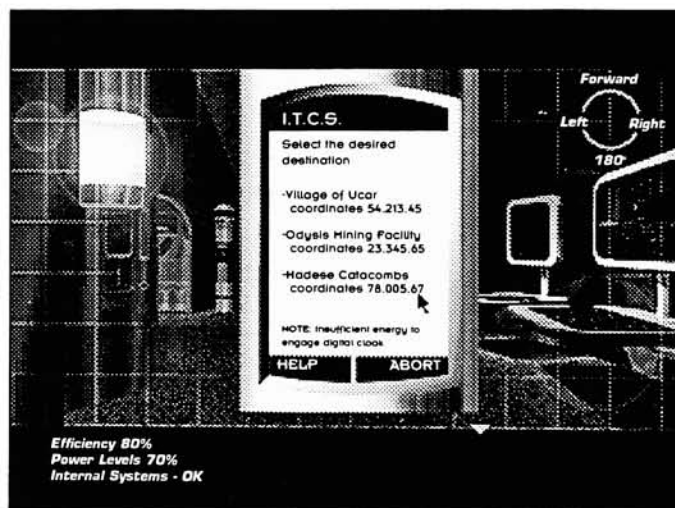 I.T.C.S.
Select the desired
destination
-Village of Ucar
coordinates 54.213.45
-Odysis Mining Facility
coordinates 23.345.65
-Hadese Catacombs
coordinates 78.005.67
NOTE: Insufficient energy to
engage digital cloak
HELP ABORT
Forward
Left Right
180°
Efficiency 80%
Power Levels 70%
Internal Systems - OK